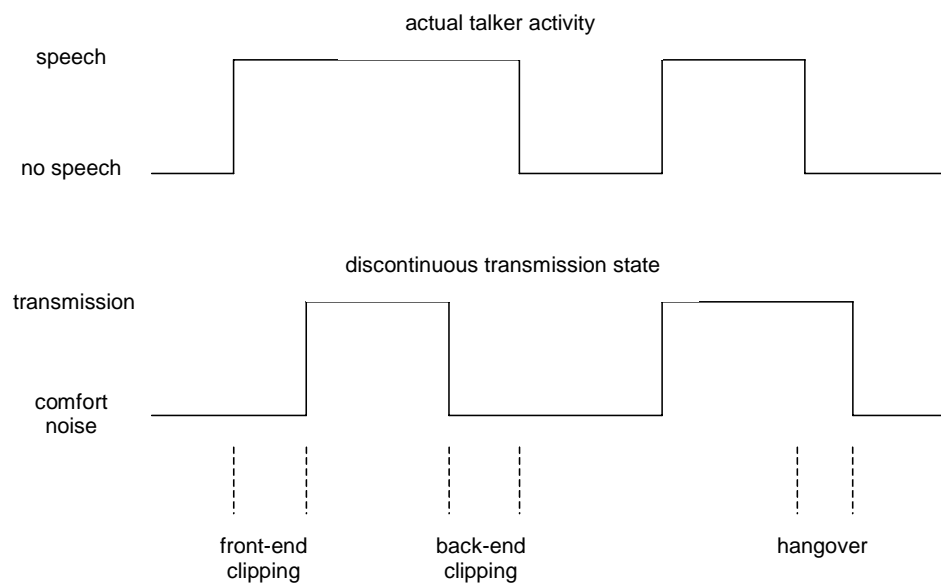 actual talker activity
speech
no speech
discontinuous transmission state
transmission
comfort
noise
front-end
clipping
back-end
clipping
hangover